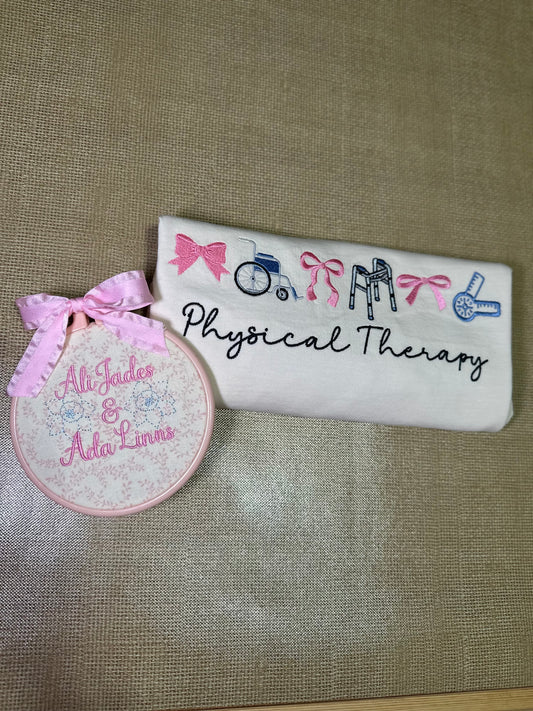 Physical Therapy
Ali Jades
&
Ada Linns